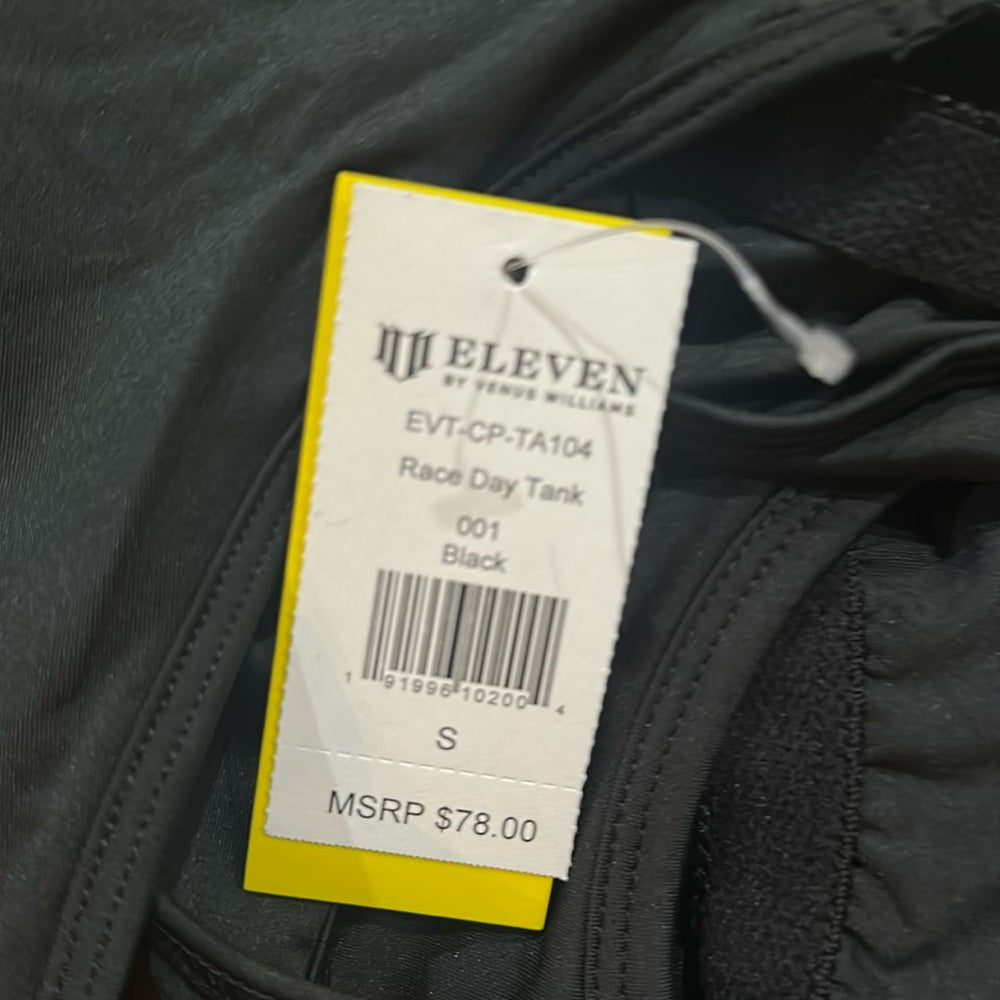 ELEVEN
BY VENUS WILLIAMS
EVT-CP-TA104
Race Day Tank
001
Black
1 91996 10200 4
S
MSRP $78.00